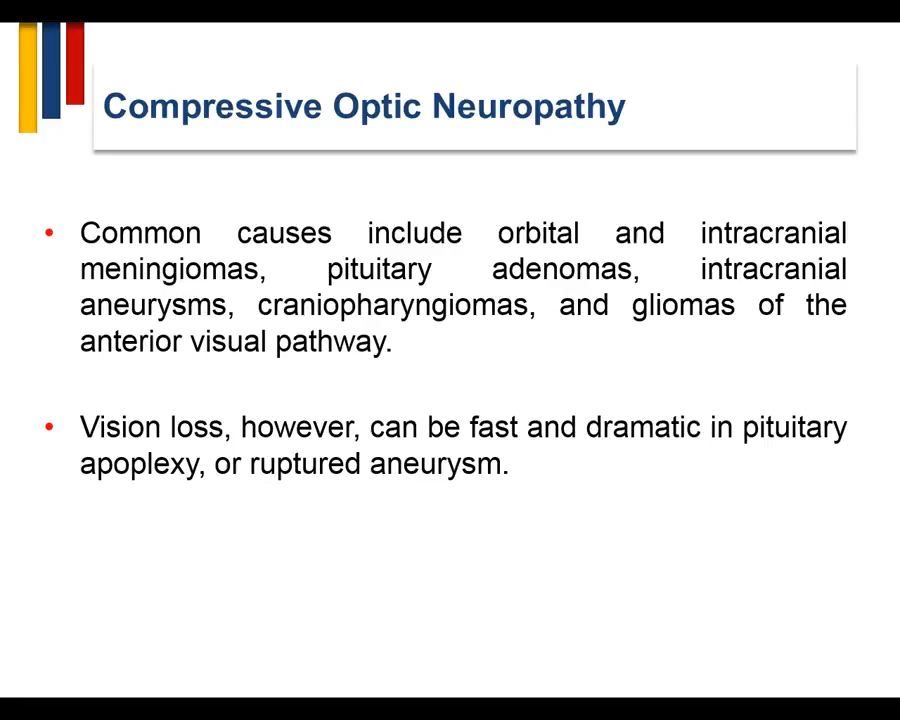 Compressive Optic Neuropathy
• Common causes include orbital and intracranial
meningiomas, pituitary adenomas, intracranial
aneurysms, craniopharyngiomas, and gliomas of the
anterior visual pathway.
• Vision loss, however, can be fast and dramatic in pituitary
apoplexy, or ruptured aneurysm.